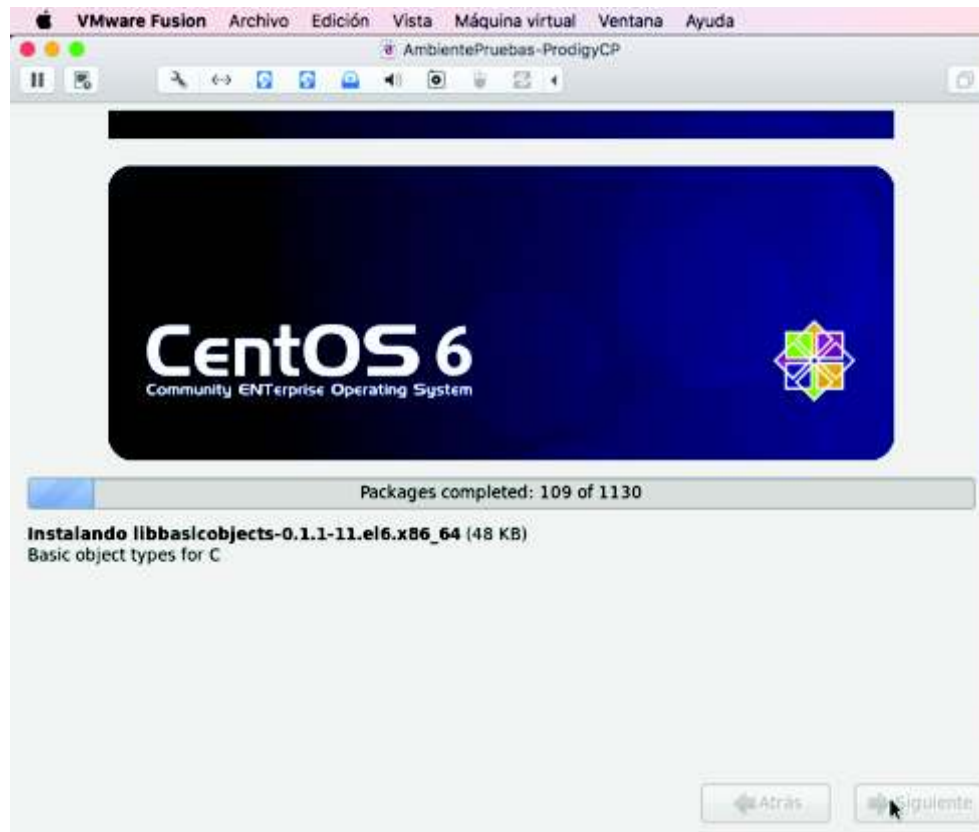 VMware Fusion Archivo Edición Vista Máquina virtual Ventana Ayuda
AmbientePruebas-ProdigyCP
CentOS 6
Community ENTerprise Operating System
Packages completed: 109 of 1130
Instalando libbasicobjects-0.1.1-11.el6.x86_64 (48 KB)
Basic object types for C
Atrás
Siguiente